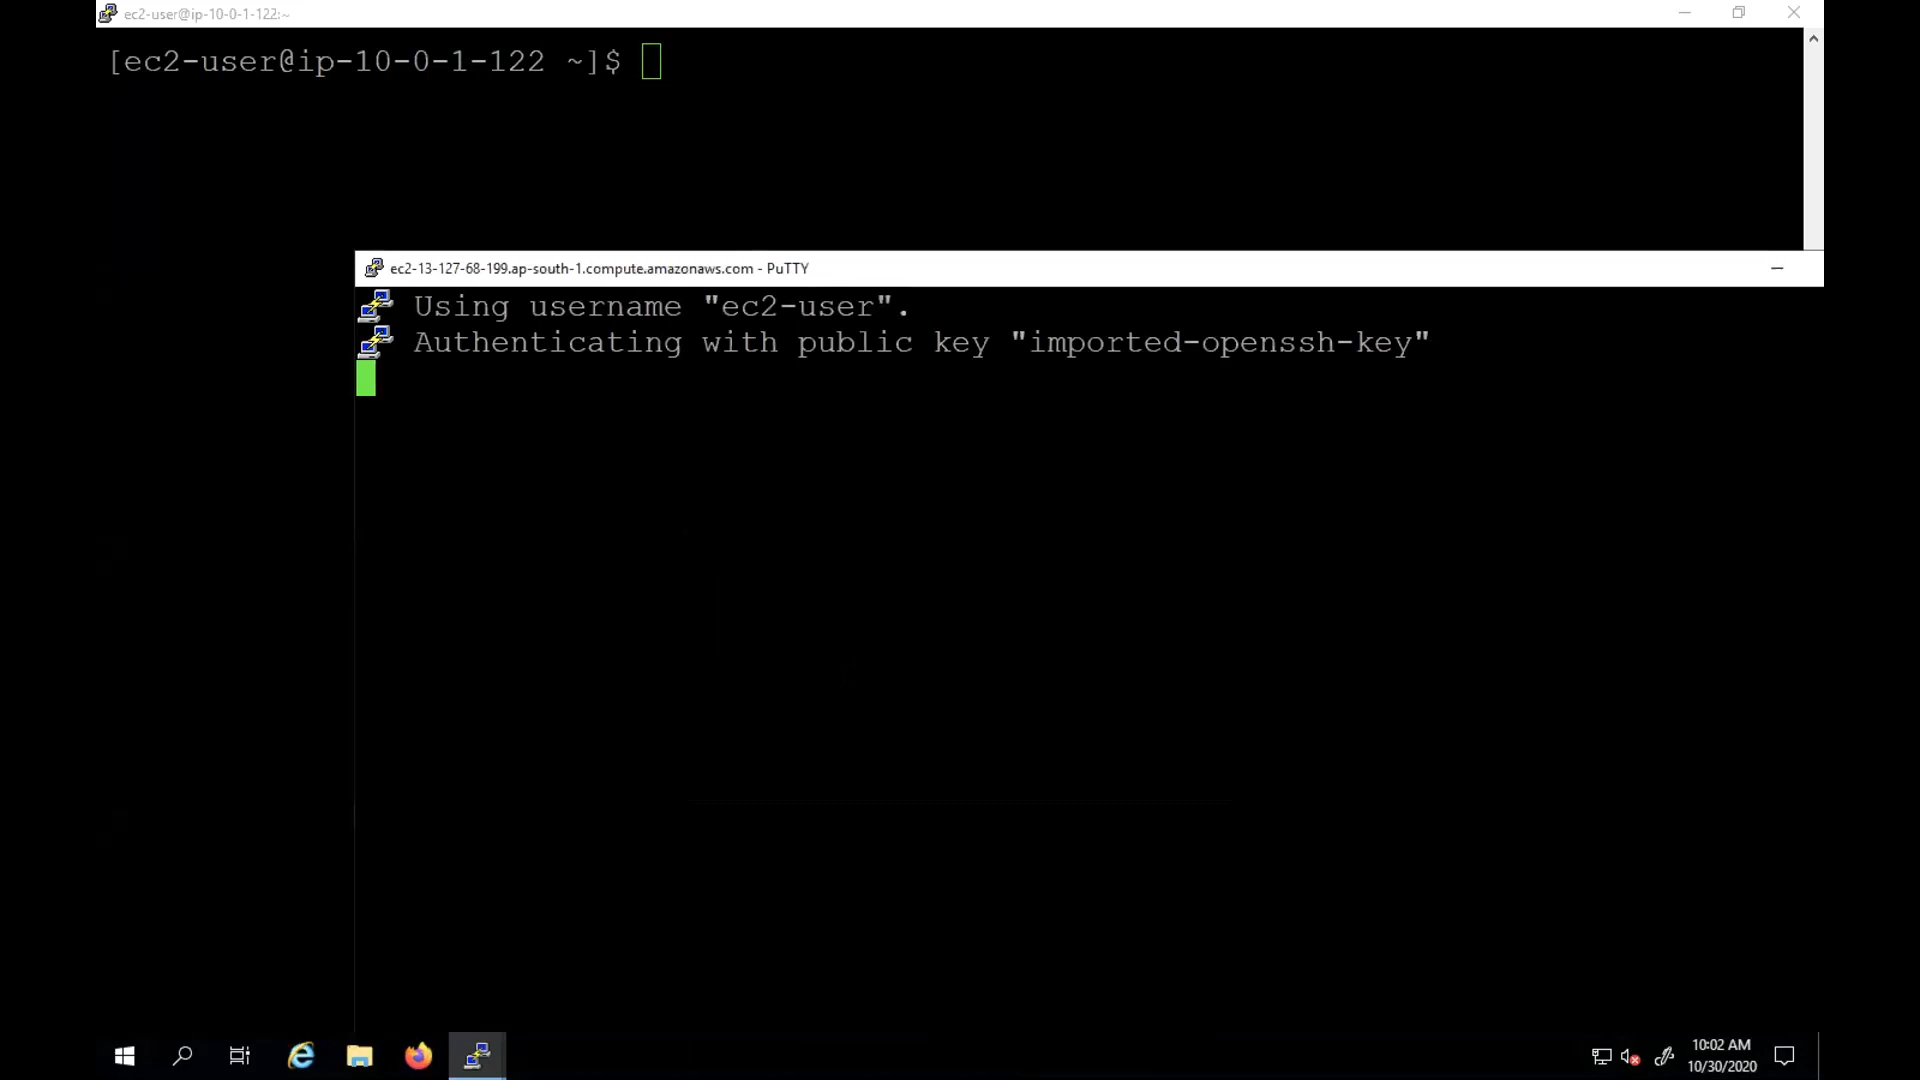 ec2-user@ip-10-0-1-122:~
[ec2-user@ip-10-0-1-122 ~]$
ec2-13-127-68-199.ap-south-1.compute.amazonaws.com - PuTTY
Using username "ec2-user".
Authenticating with public key "imported-openssh-key"
10:02 AM
10/30/2020